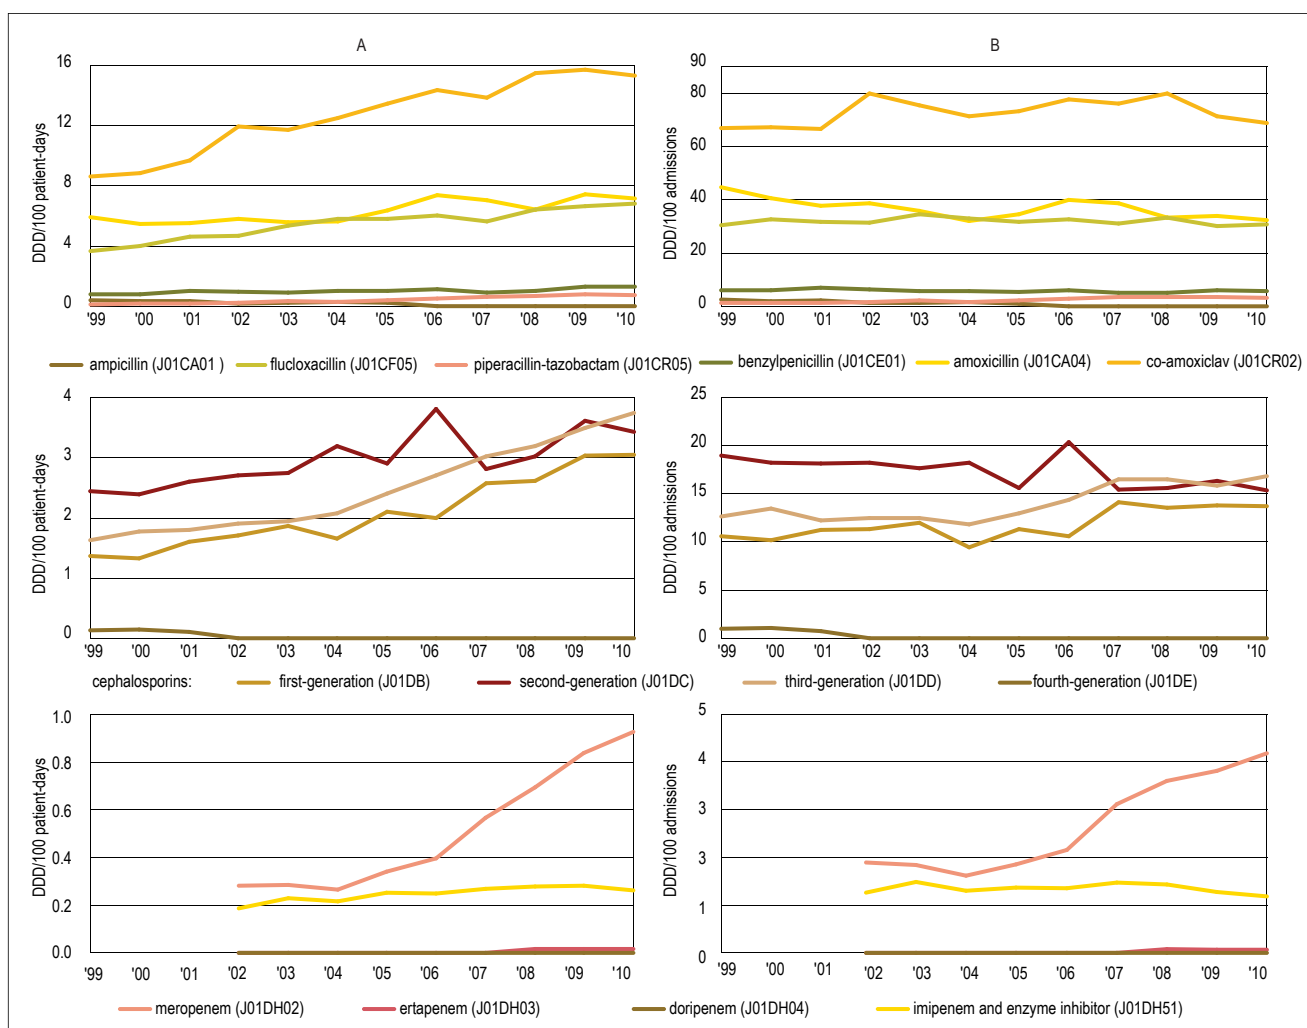 A
B
DDD/100 patient-days
16
12
8
4
0
'99 '00 '01 '02 '03 '04 '05 '06 '07 '08 '09 '10
DDD/100 admissions
90
80
60
40
20
0
'99 '00 '01 '02 '03 '04 '05 '06 '07 '08 '09 '10
ampicillin (J01CA01 ) flucloxacillin (J01CF05) piperacillin-tazobactam (J01CR05) benzylpenicillin (J01CE01) amoxicillin (J01CA04) co-amoxiclav (J01CR02)
DDD/100 patient-days
4
3
2
1
0
'99 '00 '01 '02 '03 '04 '05 '06 '07 '08 '09 '10
DDD/100 admissions
25
20
15
10
5
0
'99 '00 '01 '02 '03 '04 '05 '06 '07 '08 '09 '10
cephalosporins: first-generation (J01DB) second-generation (J01DC) third-generation (J01DD) fourth-generation (J01DE)
DDD/100 patient-days
1.0
0.8
0.6
0.4
0.2
0.0
'99 '00 '01 '02 '03 '04 '05 '06 '07 '08 '09 '10
DDD/100 admissions
5
4
3
3
1
0
'99 '00 '01 '02 '03 '04 '05 '06 '07 '08 '09 '10
meropenem (J01DH02) ertapenem (J01DH03) doripenem (J01DH04) imipenem and enzyme inhibitor (J01DH51)